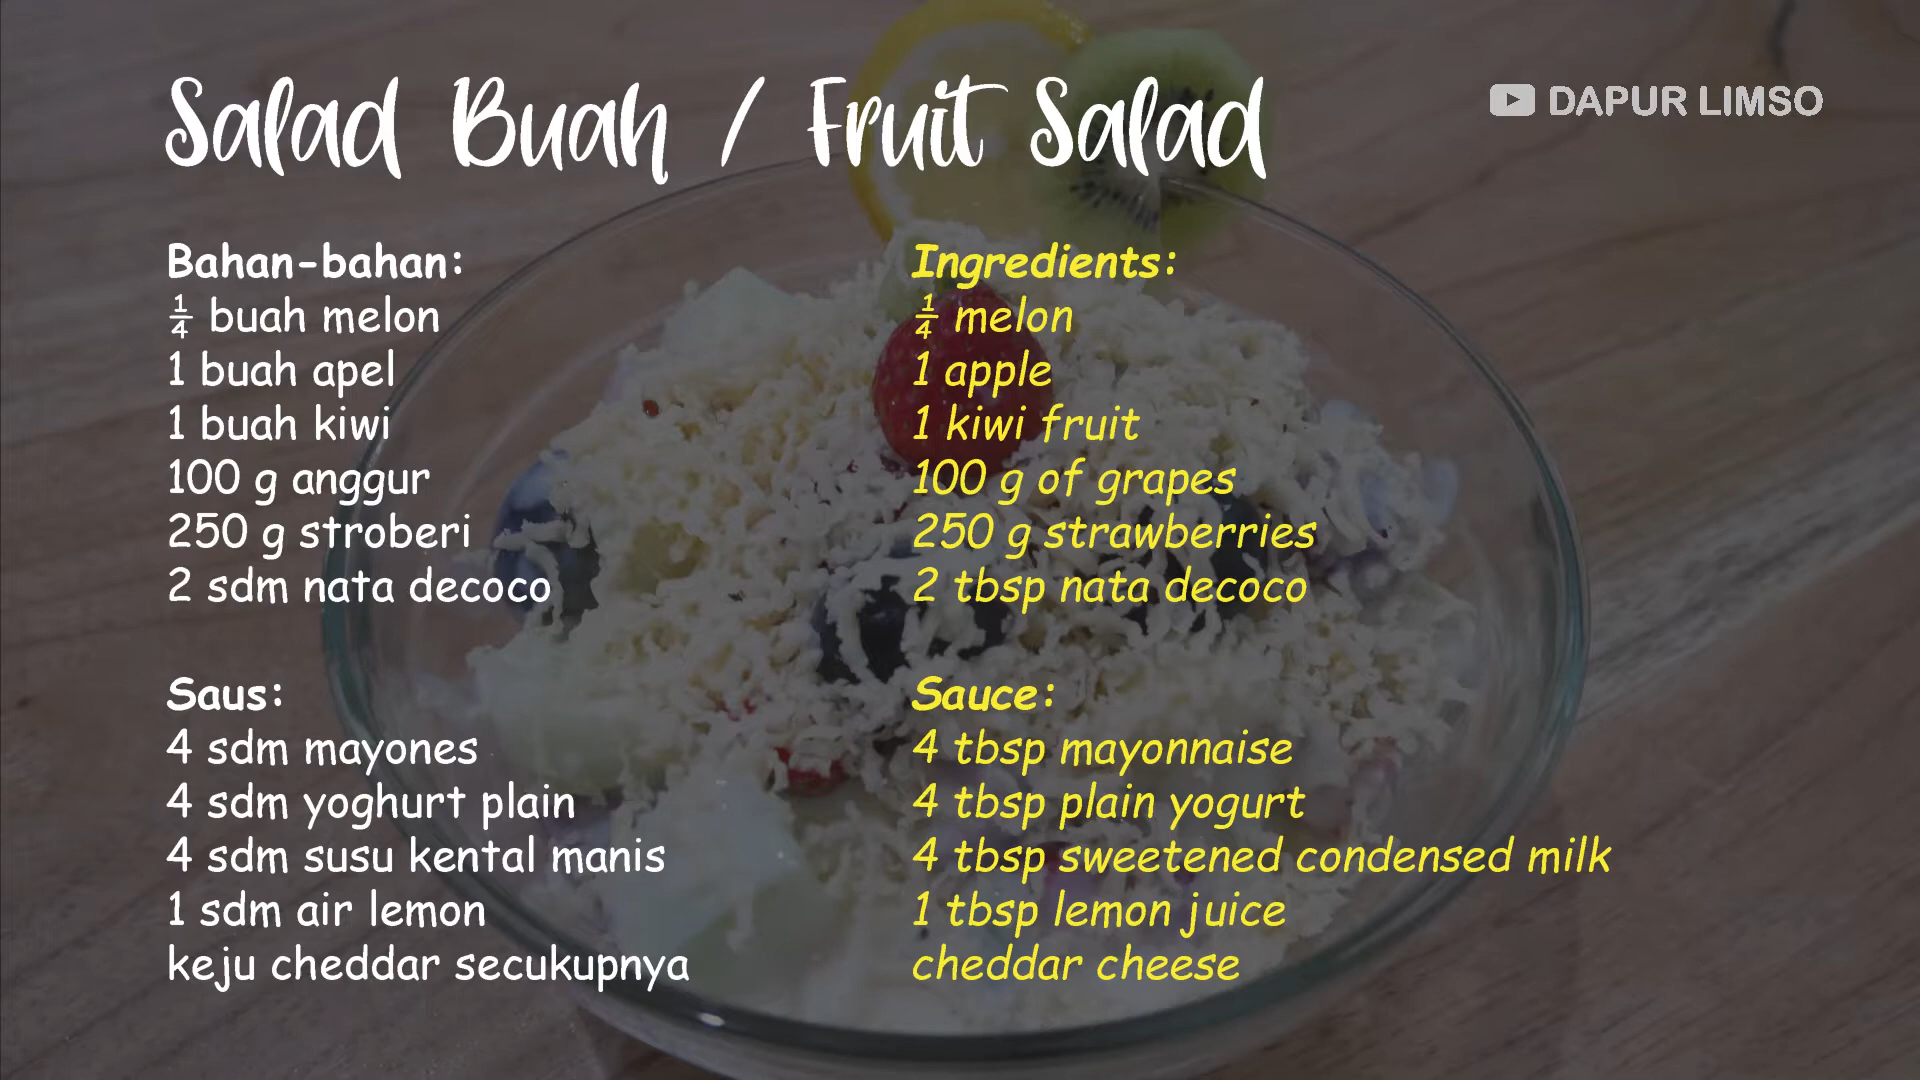 Salad Buah / Fruit Salad
DAPUR LIMSO
Bahan-bahan:
¼ buah melon
1 buah apel
1 buah kiwi
100 g anggur
250 g stroberi
2 sdm nata decoco
Saus:
4 sdm mayones
4 sdm yoghurt plain
4 sdm susu kental manis
1 sdm air lemon
keju cheddar secukupnya
Ingredients:
¼ melon
1 apple
1 kiwi fruit
100 g of grapes
250 g strawberries
2 tbsp nata decoco
Sauce:
4 tbsp mayonnaise
4 tbsp plain yogurt
4 tbsp sweetened condensed milk
1 tbsp lemon juice
cheddar cheese